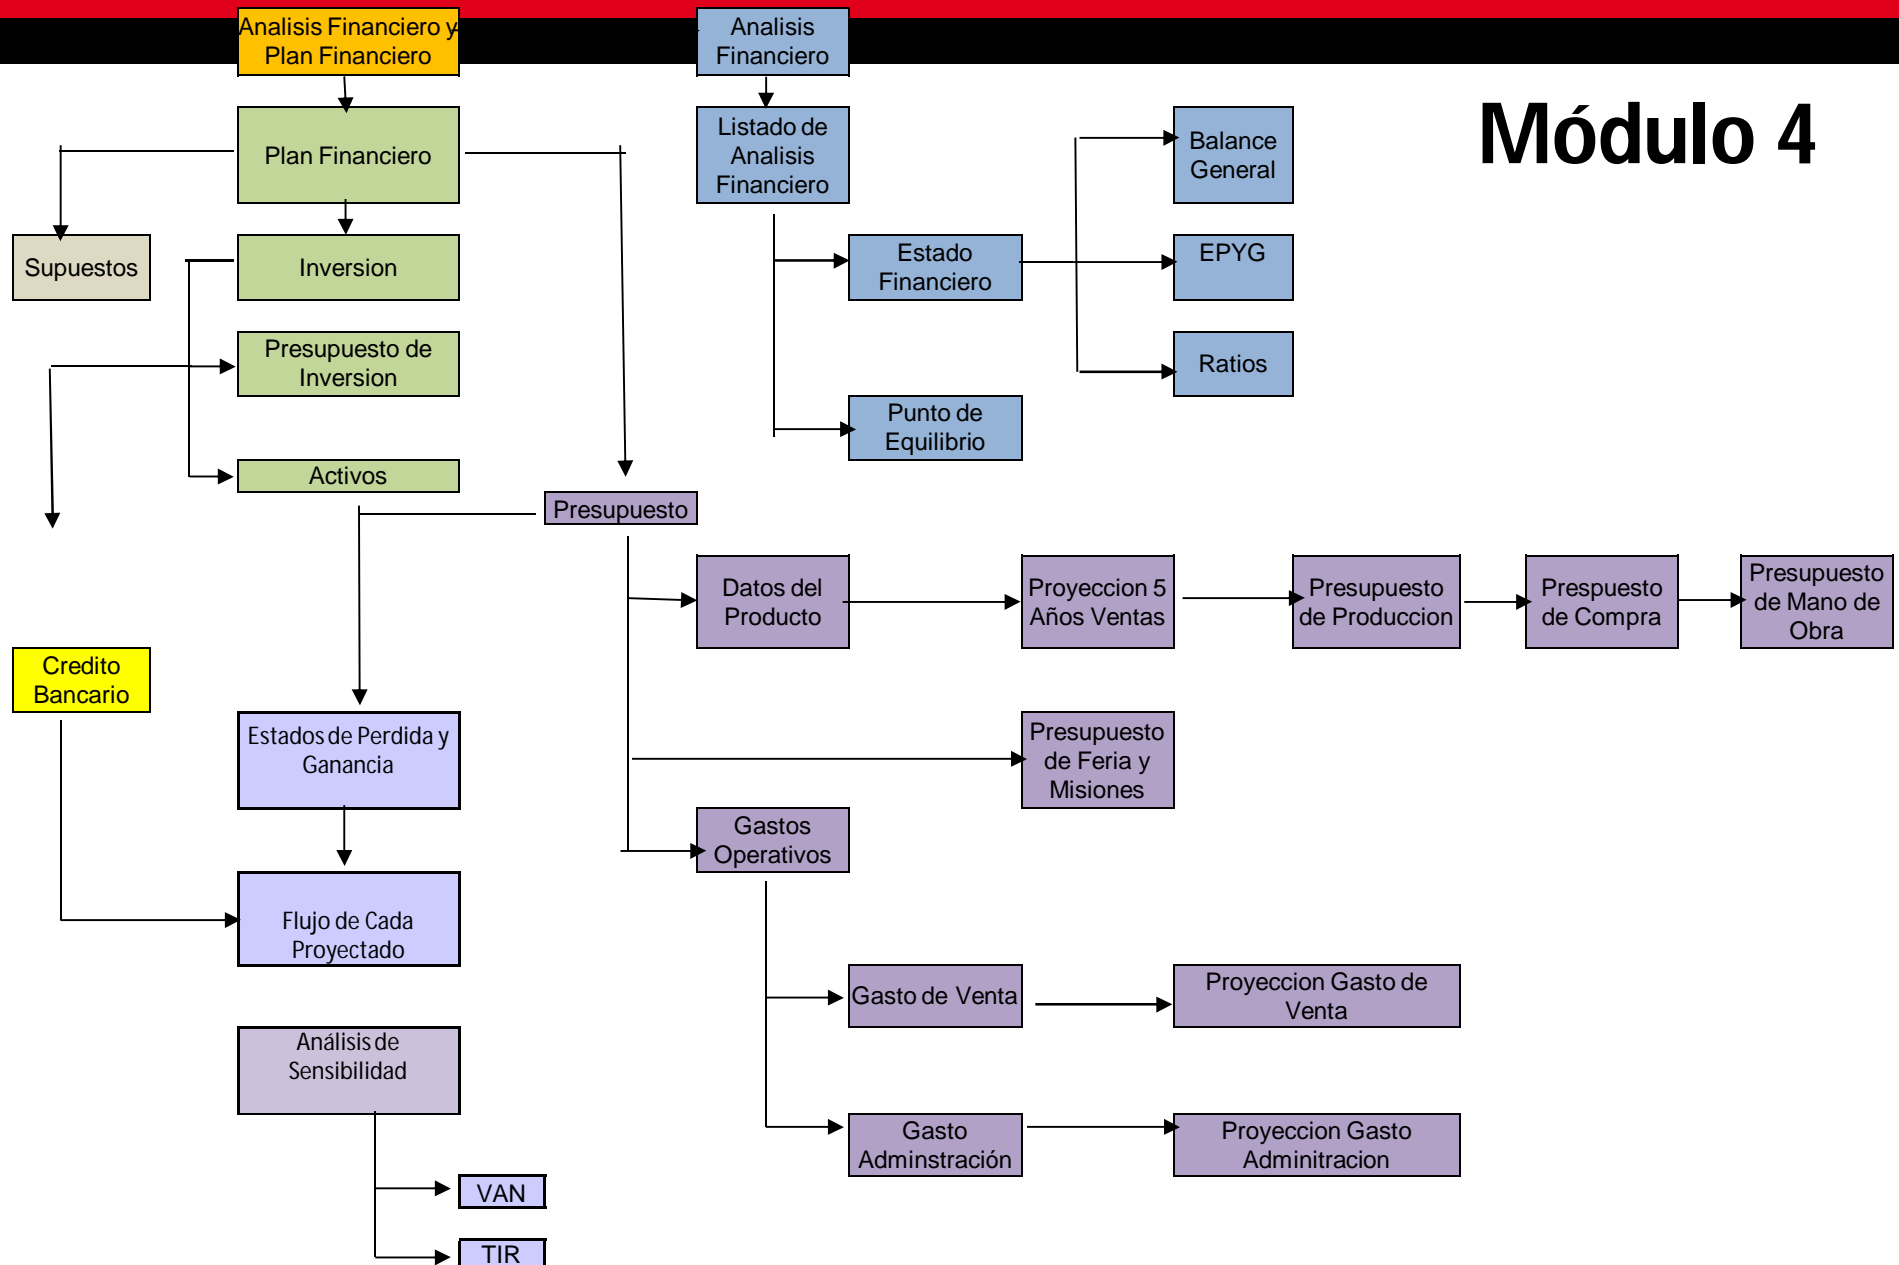 Analisis Financiero y
Plan Financiero
Analisis
Financiero
Módulo 4
Plan Financiero
Listado de
Analisis
Financiero
Balance
General
Supuestos
Inversion
Estado
Financiero
EPYG
Presupuesto de
Inversion
Ratios
Punto de
Equilibrio
Activos
Presupuesto
Datos del
Producto
Proyeccion 5
Años Ventas
Presupuesto
de Produccion
Prespuesto
de Compra
Presupuesto
de Mano de
Obra
Credito
Bancario
Estados de Perdida y
Ganancia
Presupuesto
de Feria y
Misiones
Gastos
Operativos
Flujo de Cada
Proyectado
Gasto de Venta
Proyeccion Gasto de
Venta
Análisis de
Sensibilidad
Gasto
Adminstración
Proyeccion Gasto
Adminitracion
VAN
TIR